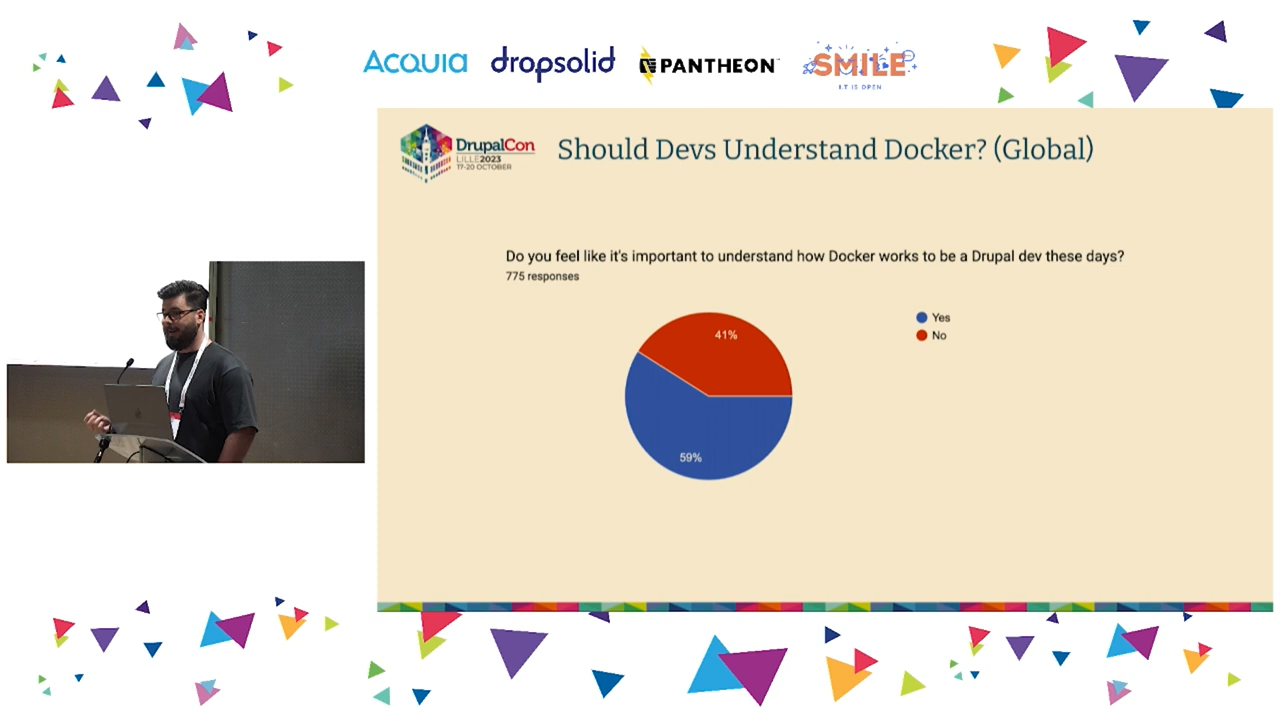 ACQUIA dropsolid PANTHEON SMILE
I.T IS OPEN
DrupalCon
LILLE2023
17-20 OCTOBER
Should Devs Understand Docker? (Global)
Do you feel like it's important to understand how Docker works to be a Drupal dev these days?
775 responses
Yes
No
41%
59%